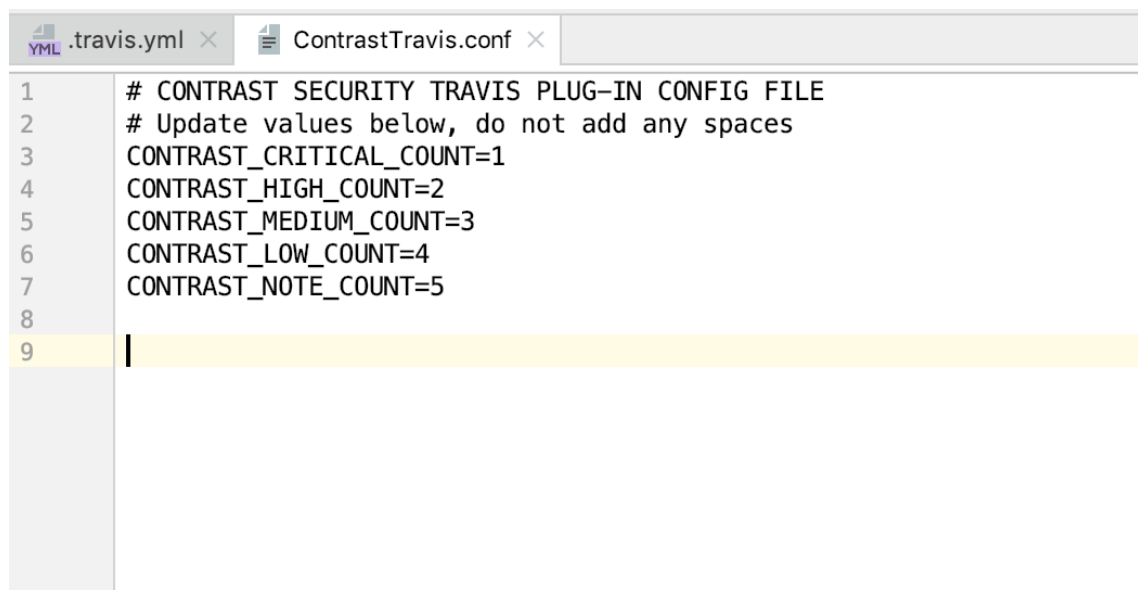 YML .travis.yml × ContrastTravis.conf ×
1 # CONTRAST SECURITY TRAVIS PLUG-IN CONFIG FILE
2 # Update values below, do not add any spaces
3 CONTRAST_CRITICAL_COUNT=1
4 CONTRAST_HIGH_COUNT=2
5 CONTRAST_MEDIUM_COUNT=3
6 CONTRAST_LOW_COUNT=4
7 CONTRAST_NOTE_COUNT=5
8
9